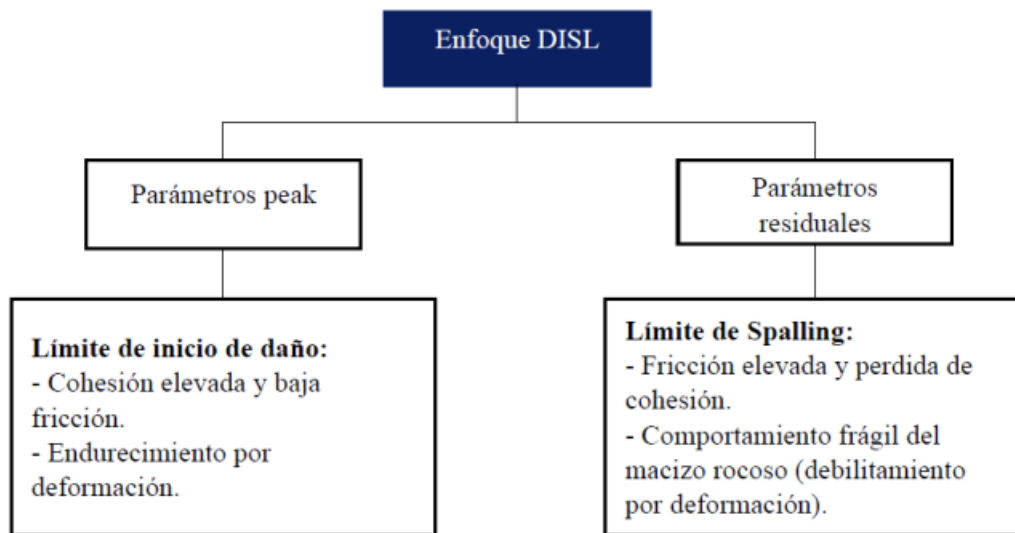 Enfoque DISL
Parámetros peak
Parámetros
residuales
Límite de inicio de daño:
- Cohesión elevada y baja
fricción.
- Endurecimiento por
deformación.
Límite de Spalling:
- Fricción elevada y perdida de
cohesión.
- Comportamiento frágil del
macizo rocoso (debilitamiento
por deformación).